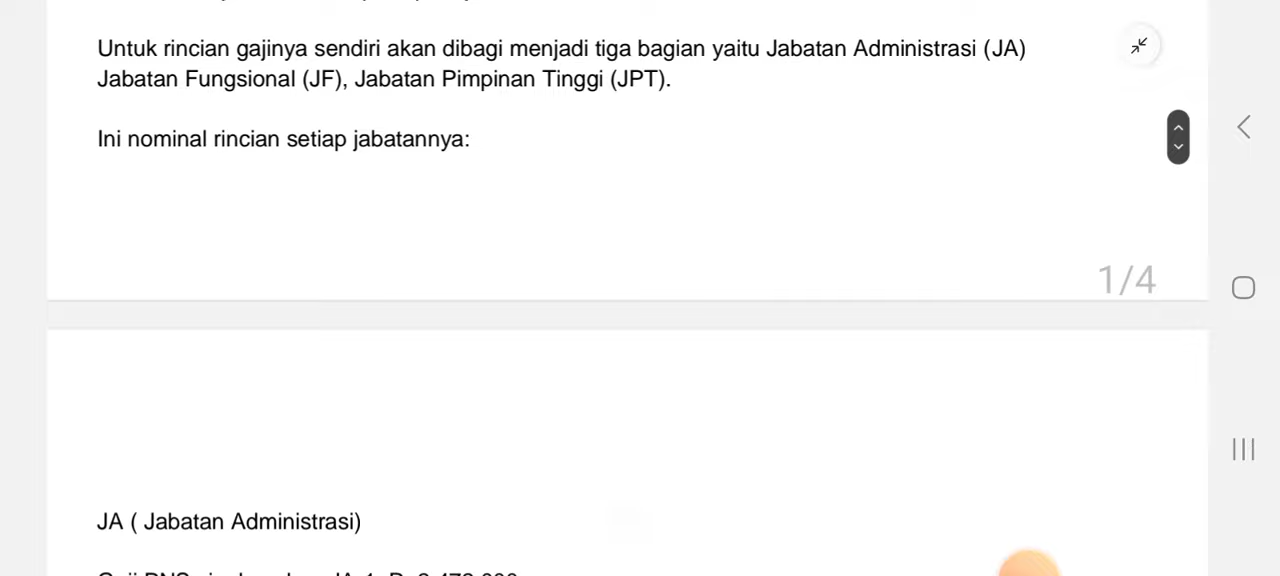 Untuk rincian gajinya sendiri akan dibagi menjadi tiga bagian yaitu Jabatan Administrasi (JA)
Jabatan Fungsional (JF), Jabatan Pimpinan Tinggi (JPT).
Ini nominal rincian setiap jabatannya:
1/4
JA ( Jabatan Administrasi)